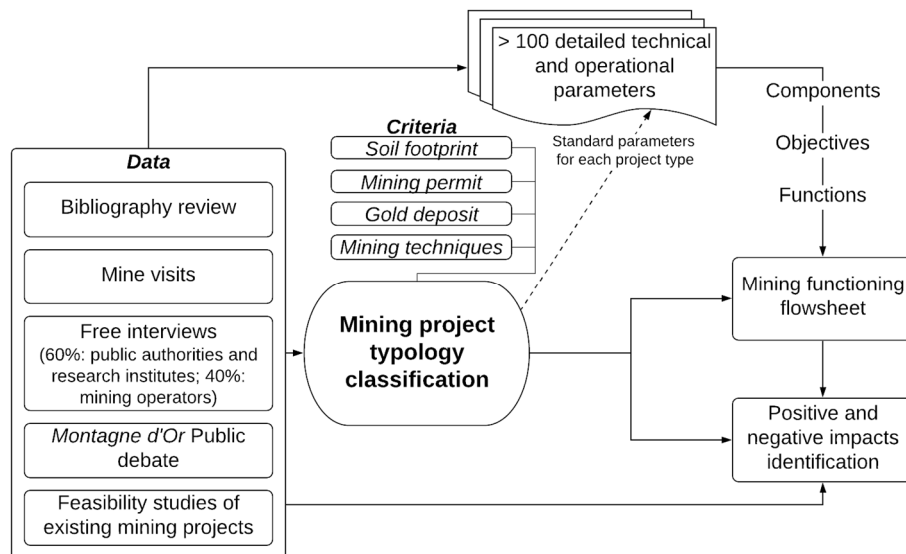 > 100 detailed technical
and operational
parameters
Components
Objectives
Functions
Standard parameters
for each project type
Criteria
Soil footprint
Mining permit
Gold deposit
Mining techniques
Data
Bibliography review
Mine visits
Free interviews
(60%: public authorities and
research institutes; 40%:
mining operators)
Montagne d'Or Public
debate
Feasibility studies of
existing mining projects
Mining project
typology
classification
Mining functioning
flowsheet
Positive and
negative impacts
identification